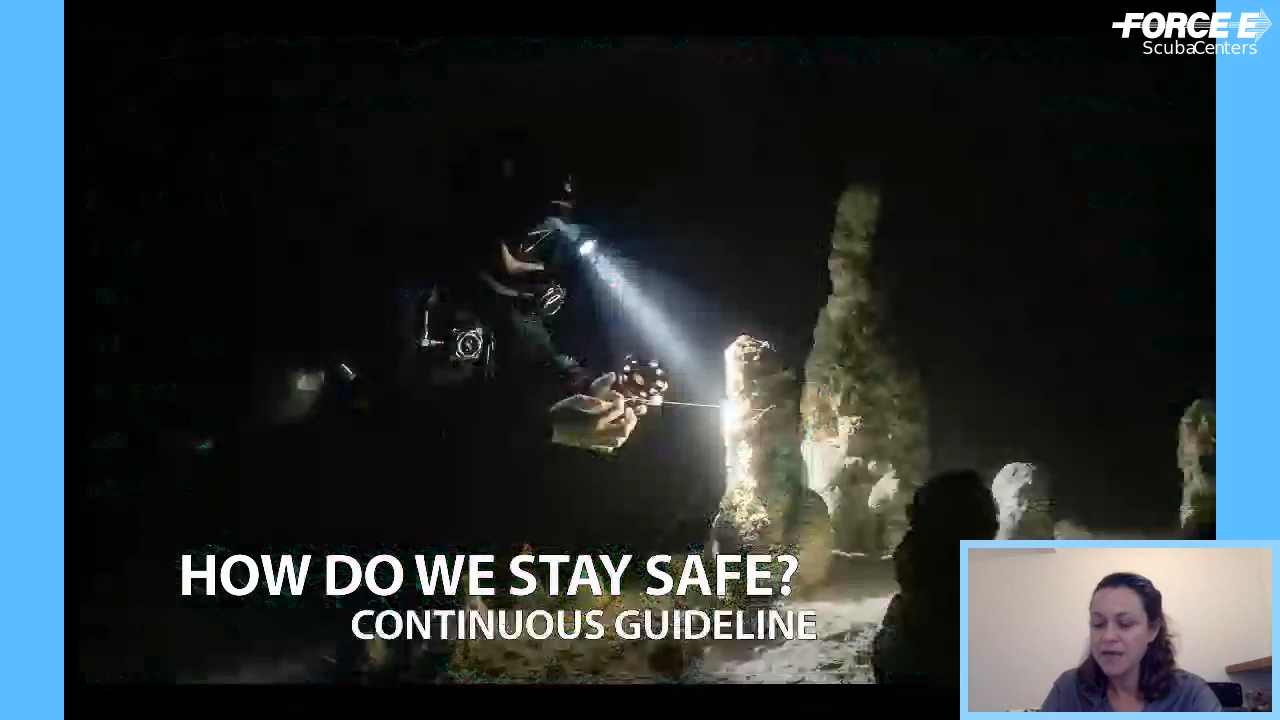 FORCE-E
ScubaCenters
HOW DO WE STAY SAFE?
CONTINUOUS GUIDELINE